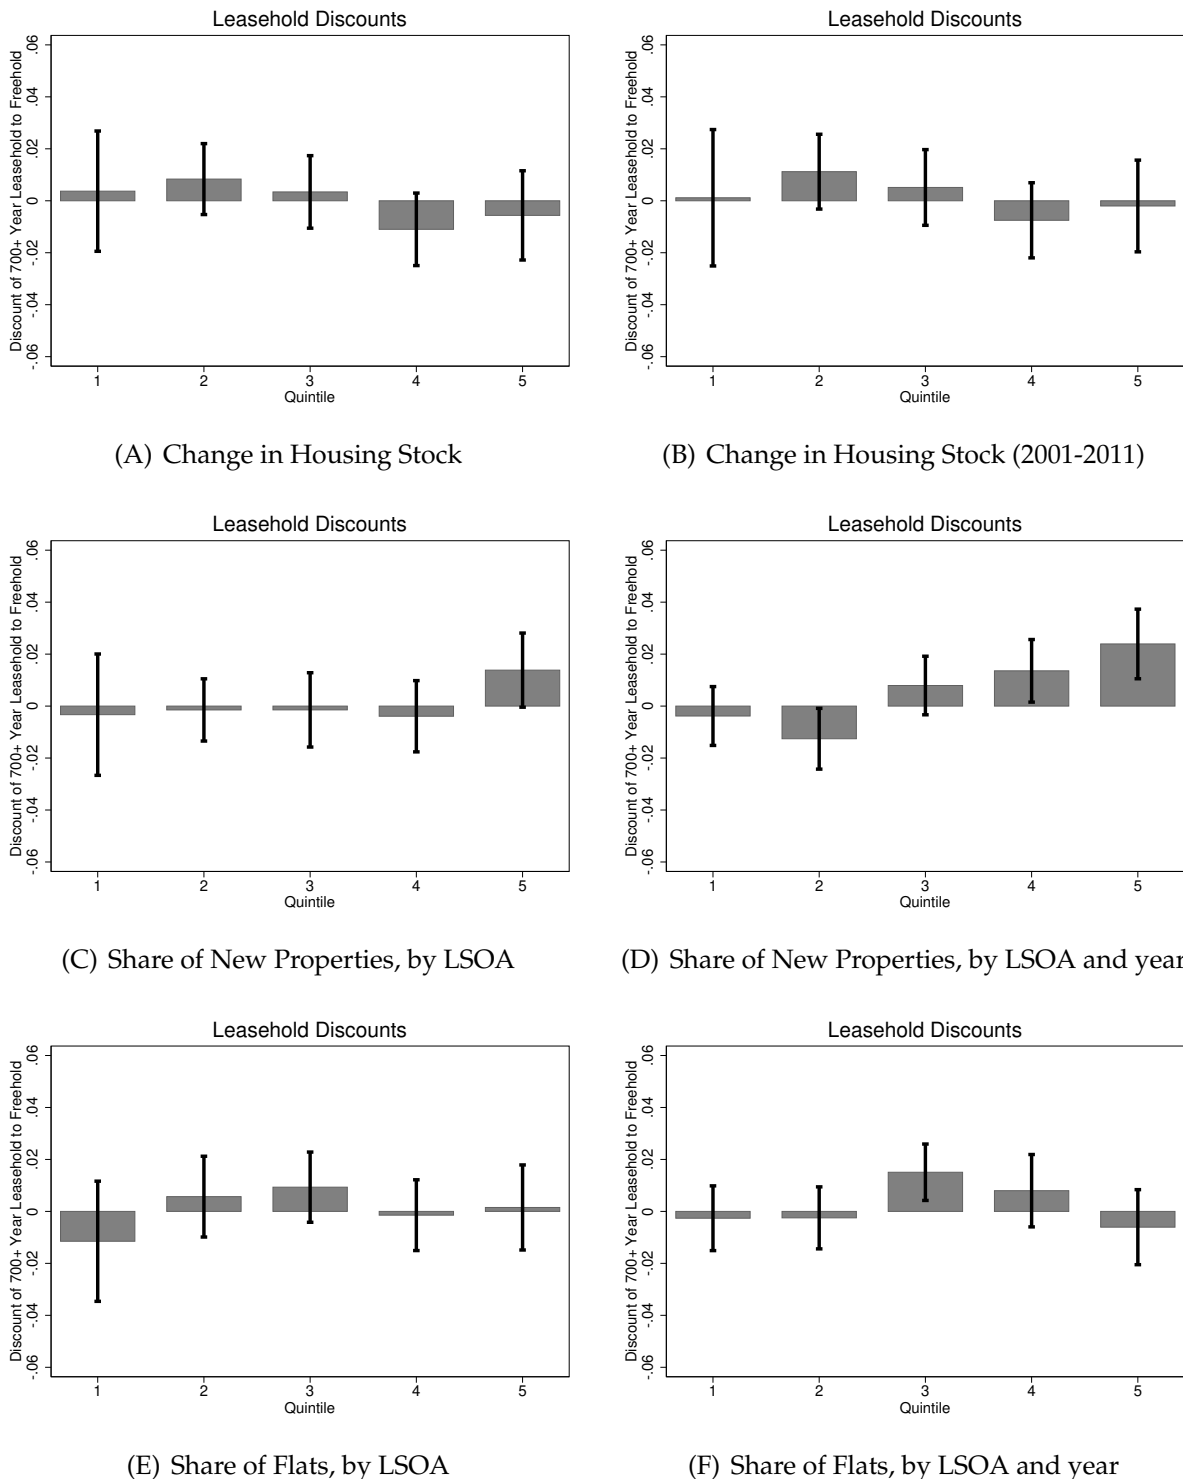 Leasehold Discounts
Discount of 700+ Year Leasehold to Freehold
.06
.04
.02
0
-.02
-.04
-.06
1 2 3 4 5
Quintile
(A) Change in Housing Stock
Leasehold Discounts
Discount of 700+ Year Leasehold to Freehold
.06
.04
.02
0
-.02
-.04
-.06
1 2 3 4 5
Quintile
(B) Change in Housing Stock (2001-2011)
Leasehold Discounts
Discount of 700+ Year Leasehold to Freehold
.06
.04
.02
0
-.02
-.04
-.06
1 2 3 4 5
Quintile
(C) Share of New Properties, by LSOA
Leasehold Discounts
Discount of 700+ Year Leasehold to Freehold
.06
.04
.02
0
-.02
-.04
-.06
1 2 3 4 5
Quintile
(D) Share of New Properties, by LSOA and year
Leasehold Discounts
Discount of 700+ Year Leasehold to Freehold
.06
.04
.02
0
-.02
-.04
-.06
1 2 3 4 5
Quintile
(E) Share of Flats, by LSOA
Leasehold Discounts
Discount of 700+ Year Leasehold to Freehold
.06
.04
.02
0
-.02
-.04
-.06
1 2 3 4 5
Quintile
(F) Share of Flats, by LSOA and year